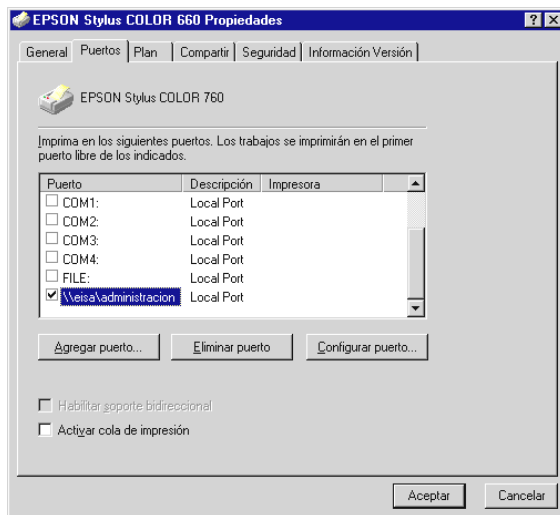 EPSON Stylus COLOR 660 Propiedades
General Puertos Plan Compartir Seguridad Información Versión
EPSON Stylus COLOR 760
Imprima en los siguientes puertos. Los trabajos se imprimirán en el primer
puerto libre de los indicados.
Puerto Descripción Impresora
COM1: Local Port
COM2: Local Port
COM3: Local Port
COM4: Local Port
FILE: Local Port
\\eisa\administracion Local Port
Agregar puerto... Eliminar puerto Configurar puerto...
Habilitar soporte bidireccional
Activar cola de impresión
Aceptar Cancelar